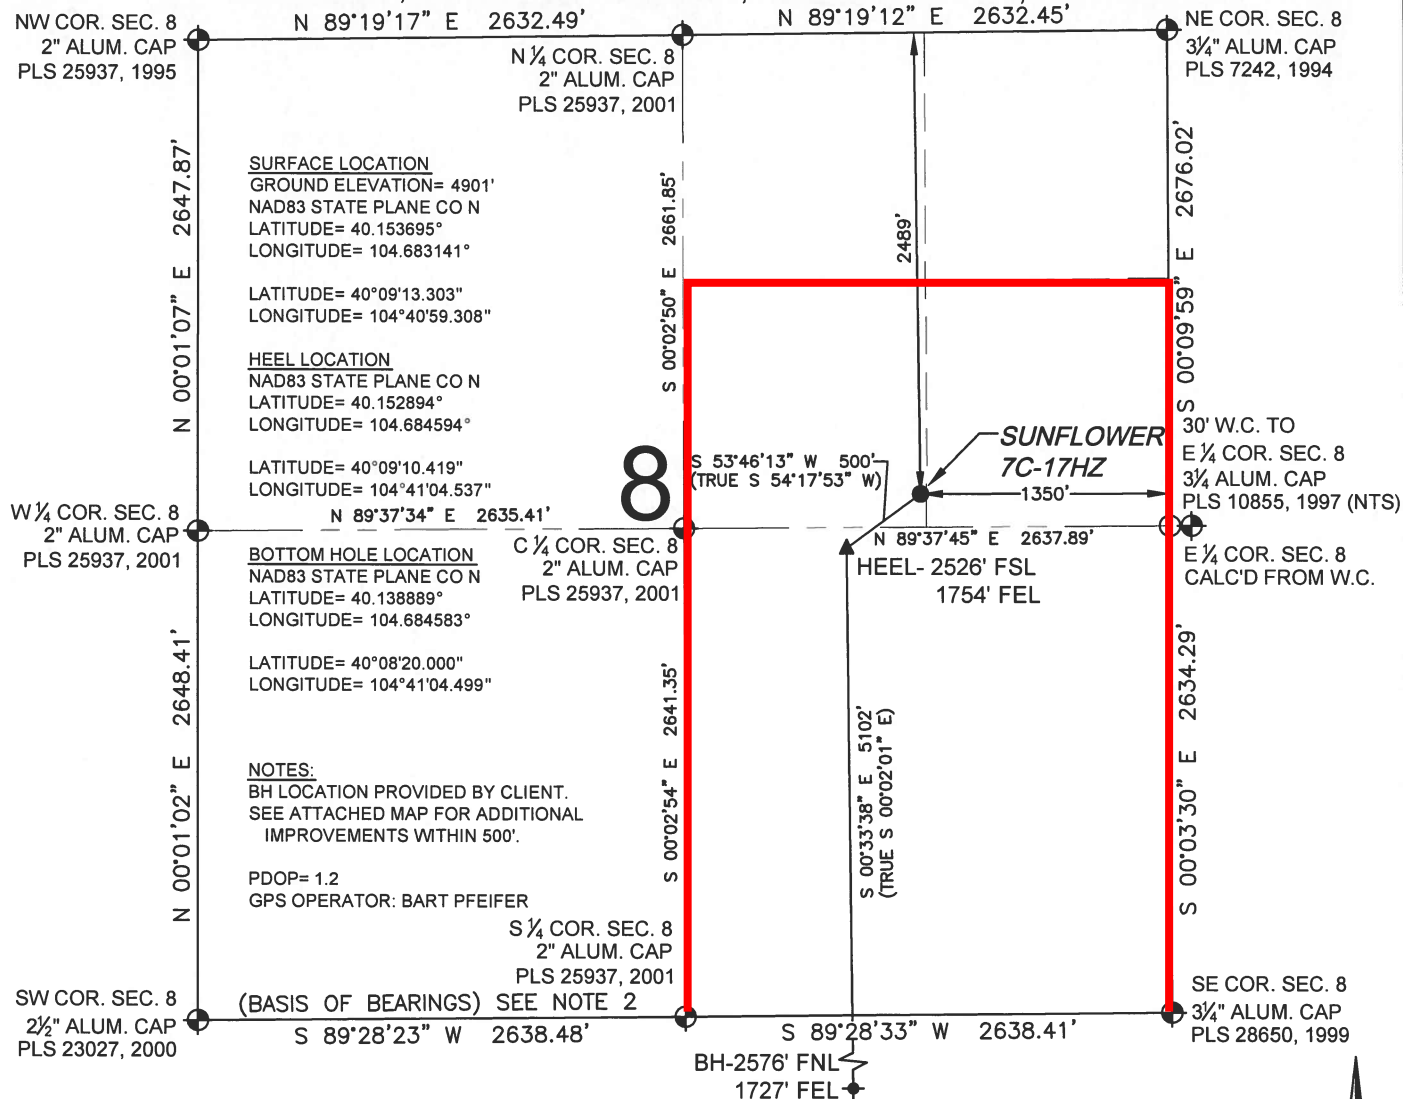 NW COR. SEC. 8
2" ALUM. CAP
PLS 25937, 1995
N 89°19'17" E 2632.49'
N 89°19'12" E 2632.45'
NE COR. SEC. 8
3¼" ALUM. CAP
PLS 7242, 1994
N ¼ COR. SEC. 8
2" ALUM. CAP
PLS 25937, 2001
N 00°01'07" E 2647.87'
SURFACE LOCATION
GROUND ELEVATION= 4901'
NAD83 STATE PLANE CO N
LATITUDE= 40.153695°
LONGITUDE= 104.683141°
LATITUDE= 40°09'13.303"
LONGITUDE= 104°40'59.308"
HEEL LOCATION
NAD83 STATE PLANE CO N
LATITUDE= 40.152894°
LONGITUDE= 104.684594°
LATITUDE= 40°09'10.419"
LONGITUDE= 104°41'04.537"
S 00°02'50" E 2661.85'
2489'
S 00°09'59" E 2676.02'
8
S 53°46'13" W 500'
(TRUE S 54°17'53" W)
SUNFLOWER
7C-17HZ
1350'
30' W.C. TO
E ¼ COR. SEC. 8
3¼ ALUM. CAP
PLS 10855, 1997 (NTS)
W ¼ COR. SEC. 8
2" ALUM. CAP
PLS 25937, 2001
N 89°37'34" E 2635.41'
N 89°37'45" E 2637.89'
C ¼ COR. SEC. 8
2" ALUM. CAP
PLS 25937, 2001
HEEL- 2526' FSL
1754' FEL
E ¼ COR. SEC. 8
CALC'D FROM W.C.
BOTTOM HOLE LOCATION
NAD83 STATE PLANE CO N
LATITUDE= 40.138889°
LONGITUDE= 104.684583°
LATITUDE= 40°08'20.000"
LONGITUDE= 104°41'04.499"
N 00°01'02" E 2648.41'
S 00°02'54" E 2641.35'
S 00°33'38" E 5102'
(TRUE S 00°02'01" E)
S 00°03'30" E 2634.29'
NOTES:
BH LOCATION PROVIDED BY CLIENT.
SEE ATTACHED MAP FOR ADDITIONAL
IMPROVEMENTS WITHIN 500'.
PDOP= 1.2
GPS OPERATOR: BART PFEIFER
S ¼ COR. SEC. 8
2" ALUM. CAP
PLS 25937, 2001
SW COR. SEC. 8
2½" ALUM. CAP
PLS 23027, 2000
(BASIS OF BEARINGS) SEE NOTE 2
S 89°28'23" W 2638.48'
S 89°28'33" W 2638.41'
SE COR. SEC. 8
3¼" ALUM. CAP
PLS 28650, 1999
BH-2576' FNL
1727' FEL